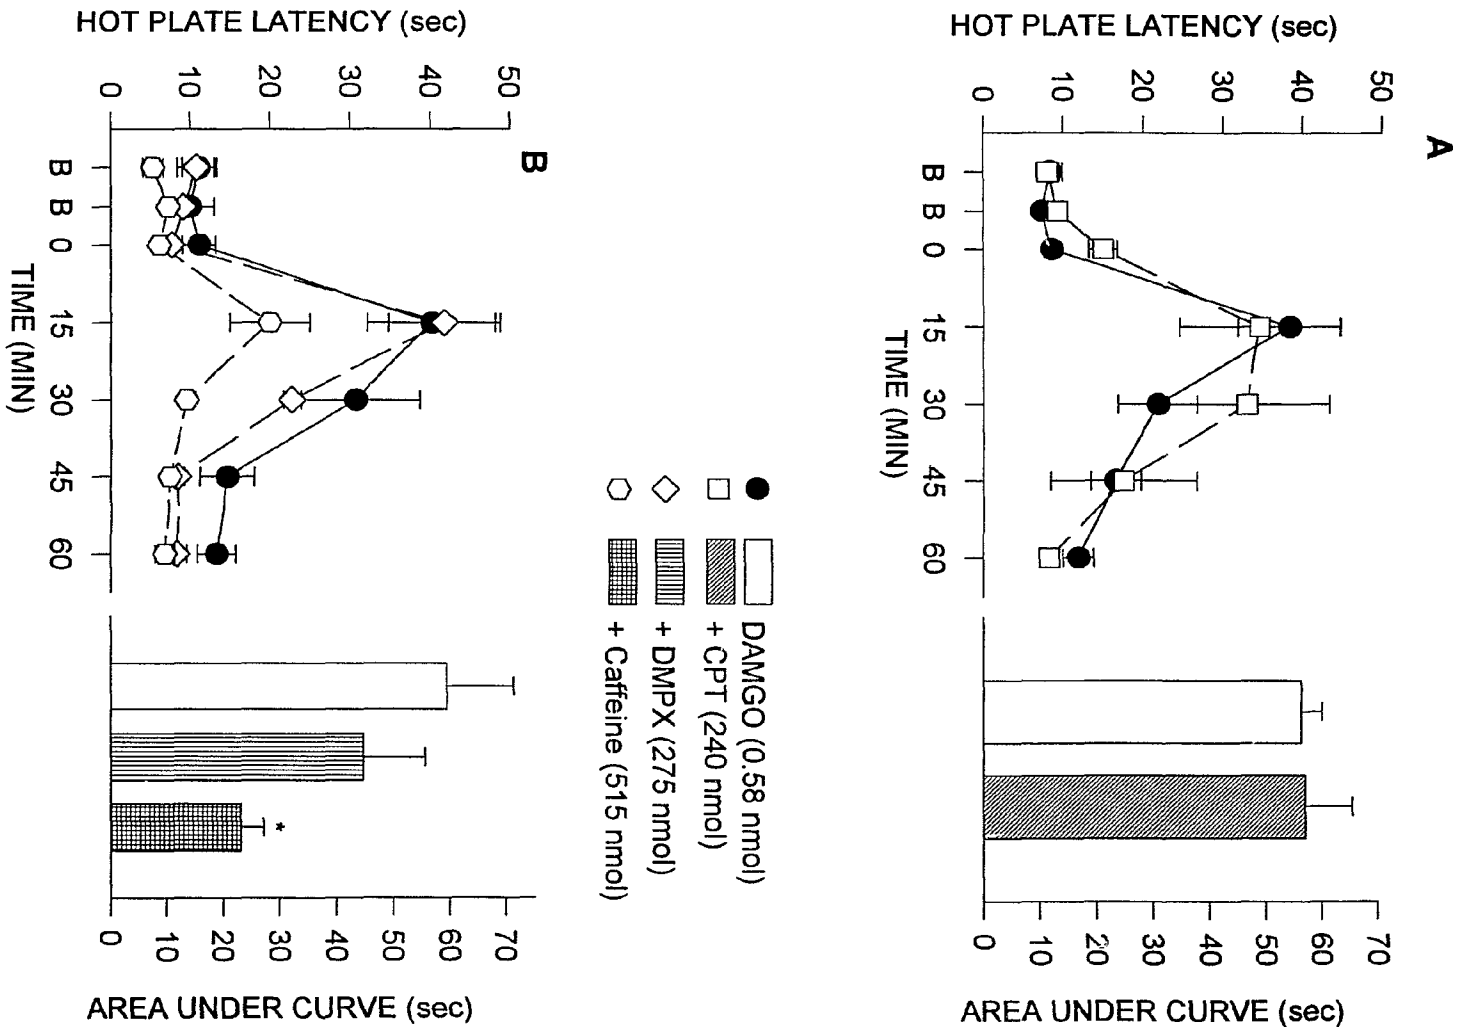 A
HOT PLATE LATENCY (sec)
50
40
30
20
10
0
B
B
0
15
30
45
60
TIME (MIN)
70
60
50
40
30
20
10
0
AREA UNDER CURVE (sec)
DAMGO (0.58 nmol)
+ CPT (240 nmol)
+ DMPX (275 nmol)
+ Caffeine (515 nmol)
B
HOT PLATE LATENCY (sec)
50
40
30
20
10
0
B
B
0
15
30
45
60
TIME (MIN)
*
70
60
50
40
30
20
10
0
AREA UNDER CURVE (sec)